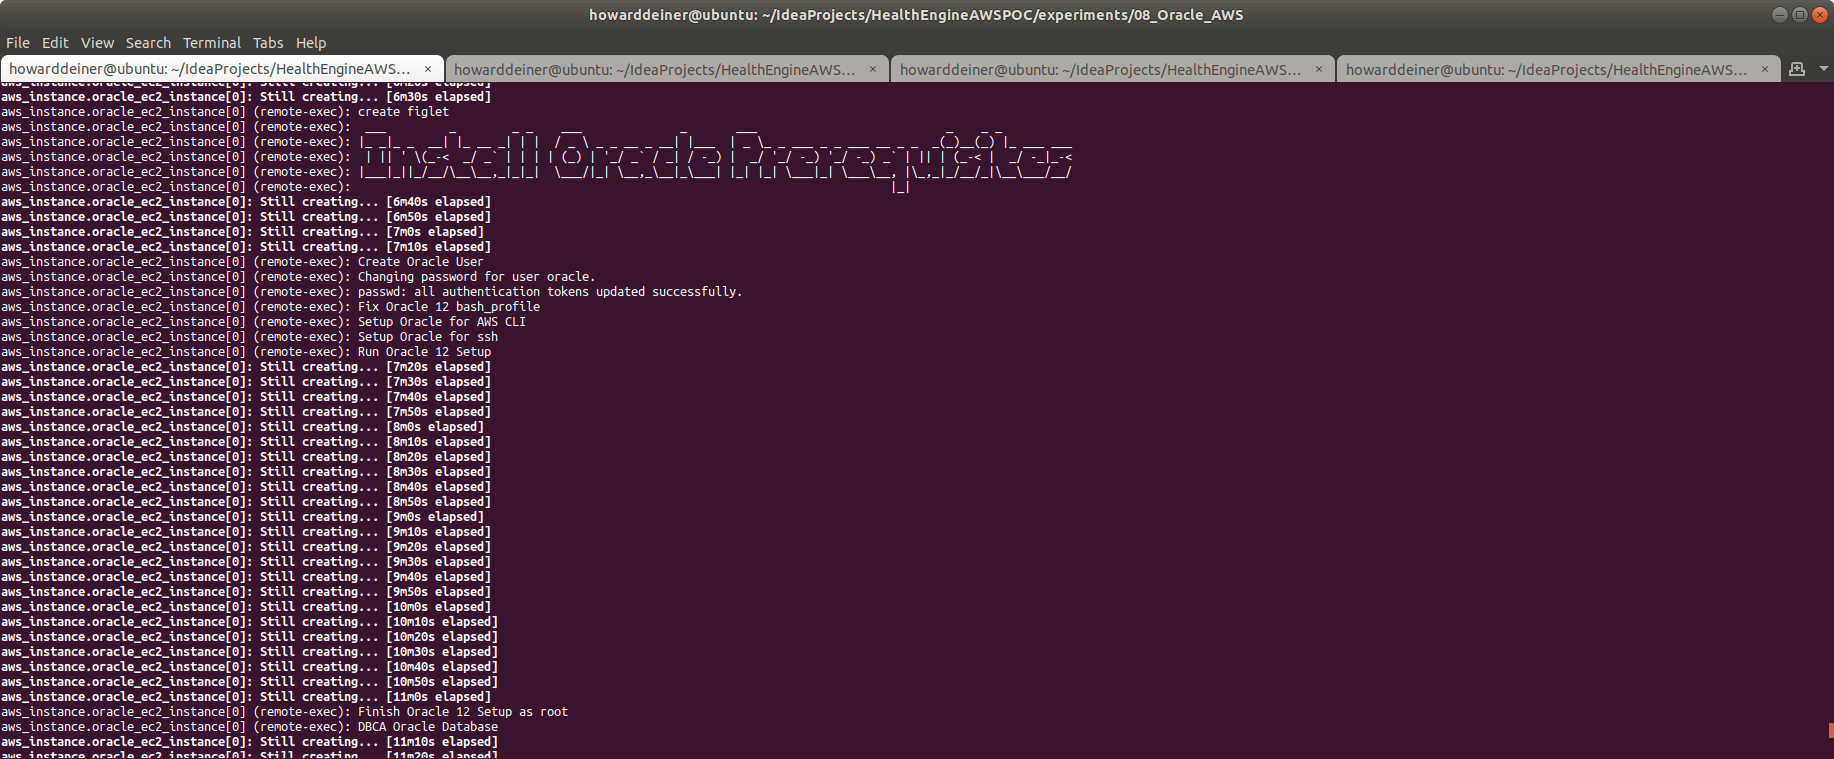 howarddeiner@ubuntu: ~/IdeaProjects/HealthEngineAWSPOC/experiments/08_Oracle_AWS
File Edit View Search Terminal Tabs Help
howarddeiner@ubuntu: ~/IdeaProjects/HealthEngineAWS... × howarddeiner@ubuntu: ~/IdeaProjects/HealthEngineAWS... × howarddeiner@ubuntu: ~/IdeaProjects/HealthEngineAWS... × howarddeiner@ubuntu: ~/IdeaProjects/HealthEngineAWS... ×
aws_instance.oracle_ec2_instance[0]: Still creating... [6m20s elapsed]
aws_instance.oracle_ec2_instance[0]: Still creating... [6m30s elapsed]
aws_instance.oracle_ec2_instance[0] (remote-exec): create figlet
aws_instance.oracle_ec2_instance[0] (remote-exec):
aws_instance.oracle_ec2_instance[0] (remote-exec): Install Oracle Prerequisites
aws_instance.oracle_ec2_instance[0] (remote-exec):
aws_instance.oracle_ec2_instance[0] (remote-exec):
aws_instance.oracle_ec2_instance[0] (remote-exec):
aws_instance.oracle_ec2_instance[0]: Still creating... [6m40s elapsed]
aws_instance.oracle_ec2_instance[0]: Still creating... [6m50s elapsed]
aws_instance.oracle_ec2_instance[0]: Still creating... [7m0s elapsed]
aws_instance.oracle_ec2_instance[0]: Still creating... [7m10s elapsed]
aws_instance.oracle_ec2_instance[0] (remote-exec): Create Oracle User
aws_instance.oracle_ec2_instance[0] (remote-exec): Changing password for user oracle.
aws_instance.oracle_ec2_instance[0] (remote-exec): passwd: all authentication tokens updated successfully.
aws_instance.oracle_ec2_instance[0] (remote-exec): Fix Oracle 12 bash_profile
aws_instance.oracle_ec2_instance[0] (remote-exec): Setup Oracle for AWS CLI
aws_instance.oracle_ec2_instance[0] (remote-exec): Setup Oracle for ssh
aws_instance.oracle_ec2_instance[0] (remote-exec): Run Oracle 12 Setup
aws_instance.oracle_ec2_instance[0]: Still creating... [7m20s elapsed]
aws_instance.oracle_ec2_instance[0]: Still creating... [7m30s elapsed]
aws_instance.oracle_ec2_instance[0]: Still creating... [7m40s elapsed]
aws_instance.oracle_ec2_instance[0]: Still creating... [7m50s elapsed]
aws_instance.oracle_ec2_instance[0]: Still creating... [8m0s elapsed]
aws_instance.oracle_ec2_instance[0]: Still creating... [8m10s elapsed]
aws_instance.oracle_ec2_instance[0]: Still creating... [8m20s elapsed]
aws_instance.oracle_ec2_instance[0]: Still creating... [8m30s elapsed]
aws_instance.oracle_ec2_instance[0]: Still creating... [8m40s elapsed]
aws_instance.oracle_ec2_instance[0]: Still creating... [8m50s elapsed]
aws_instance.oracle_ec2_instance[0]: Still creating... [9m0s elapsed]
aws_instance.oracle_ec2_instance[0]: Still creating... [9m10s elapsed]
aws_instance.oracle_ec2_instance[0]: Still creating... [9m20s elapsed]
aws_instance.oracle_ec2_instance[0]: Still creating... [9m30s elapsed]
aws_instance.oracle_ec2_instance[0]: Still creating... [9m40s elapsed]
aws_instance.oracle_ec2_instance[0]: Still creating... [9m50s elapsed]
aws_instance.oracle_ec2_instance[0]: Still creating... [10m0s elapsed]
aws_instance.oracle_ec2_instance[0]: Still creating... [10m10s elapsed]
aws_instance.oracle_ec2_instance[0]: Still creating... [10m20s elapsed]
aws_instance.oracle_ec2_instance[0]: Still creating... [10m30s elapsed]
aws_instance.oracle_ec2_instance[0]: Still creating... [10m40s elapsed]
aws_instance.oracle_ec2_instance[0]: Still creating... [10m50s elapsed]
aws_instance.oracle_ec2_instance[0]: Still creating... [11m0s elapsed]
aws_instance.oracle_ec2_instance[0] (remote-exec): Finish Oracle 12 Setup as root
aws_instance.oracle_ec2_instance[0] (remote-exec): DBCA Oracle Database
aws_instance.oracle_ec2_instance[0]: Still creating... [11m10s elapsed]
aws_instance.oracle_ec2_instance[0]: Still creating... [11m20s elapsed]